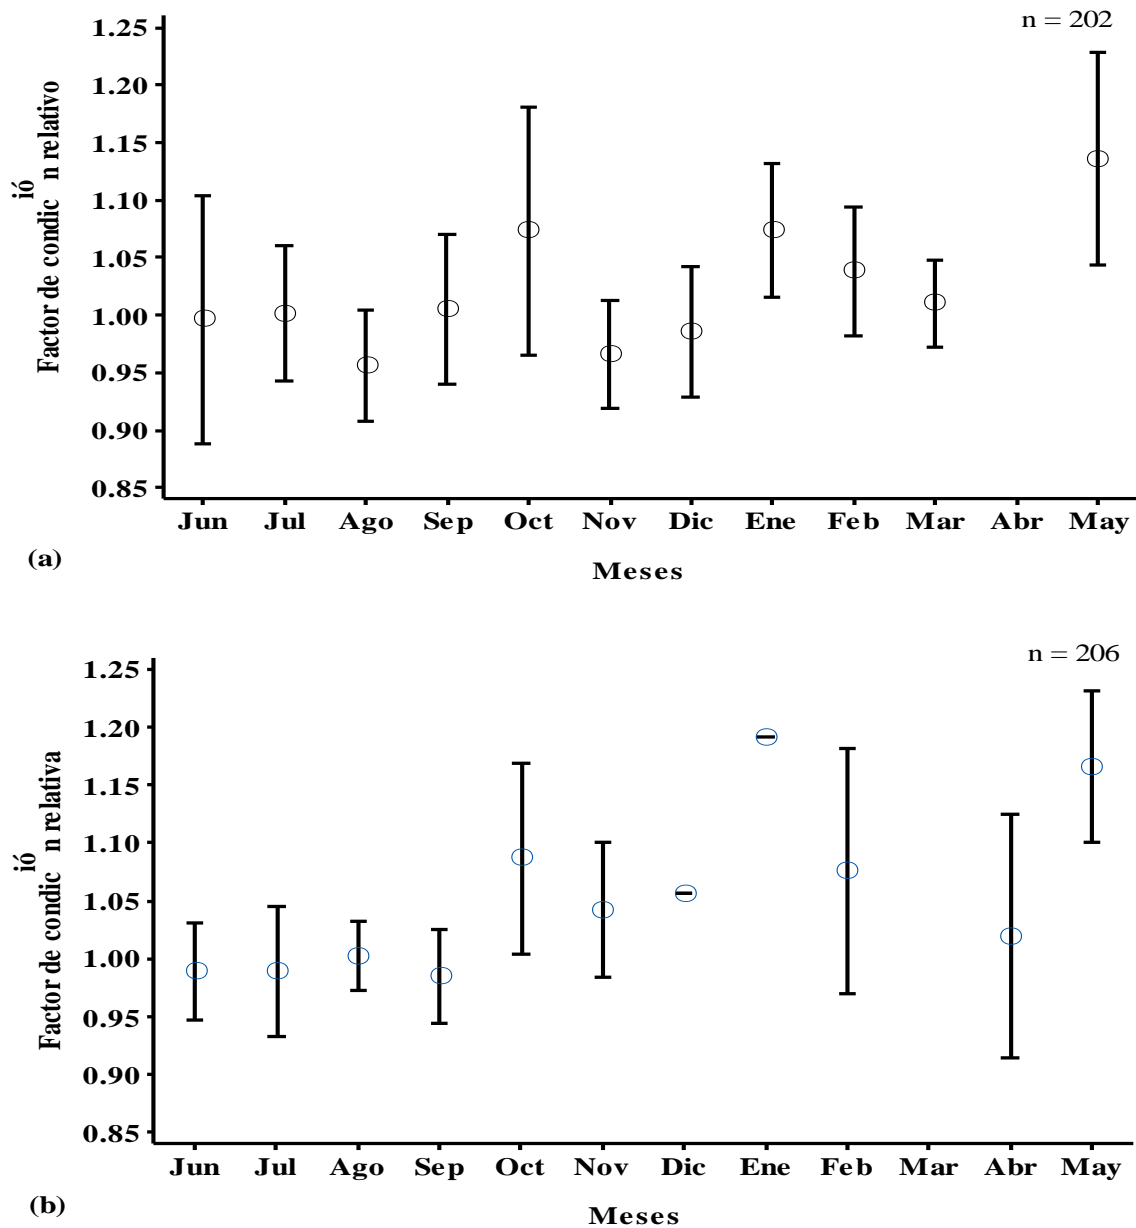 n = 202
1.25
1.20
1.15
1.10
1.05
1.00
0.95
0.90
0.85
Factor de condición relativo
Jun Jul Ago Sep Oct Nov Dic Ene Feb Mar Abr May
(a)
Meses
n = 206
1.25
1.20
1.15
1.10
1.05
1.00
0.95
0.90
0.85
Factor de condición relativa
Jun Jul Ago Sep Oct Nov Dic Ene Feb Mar Abr May
(b)
Meses